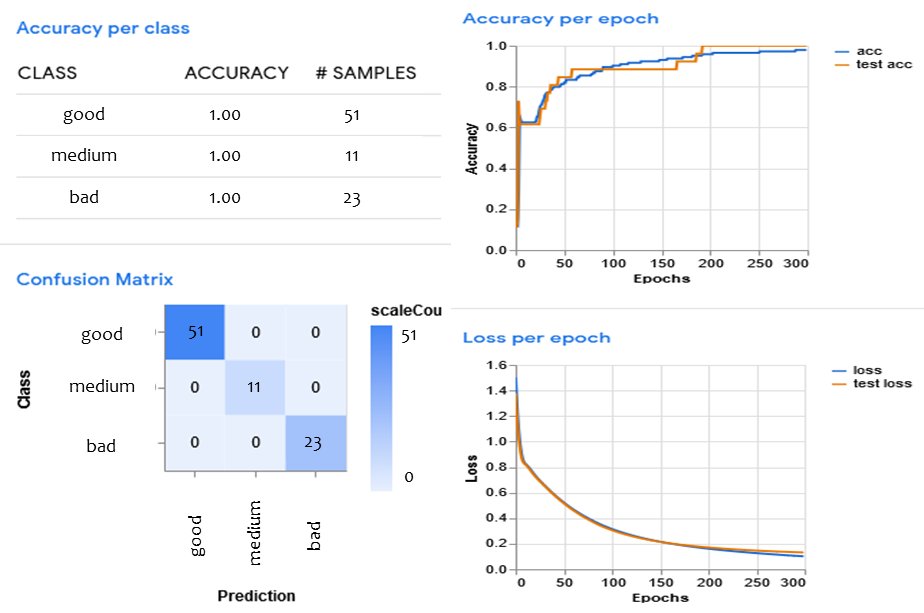 Accuracy per class
CLASS ACCURACY # SAMPLES
good 1.00 51
medium 1.00 11
bad 1.00 23
Confusion Matrix
scaleCou
good 51 0 0 51
medium 0 11 0
bad 0 0 23 0
Class
good medium bad
Prediction
Accuracy per epoch
acc
test acc
1.0
0.8
0.6
0.4
0.2
0.0
Accuracy
0 50 100 150 200 250 300
Epochs
Loss per epoch
loss
test loss
1.6
1.4
1.2
1.0
0.8
0.6
0.4
0.2
0.0
Loss
0 50 100 150 200 250 300
Epochs